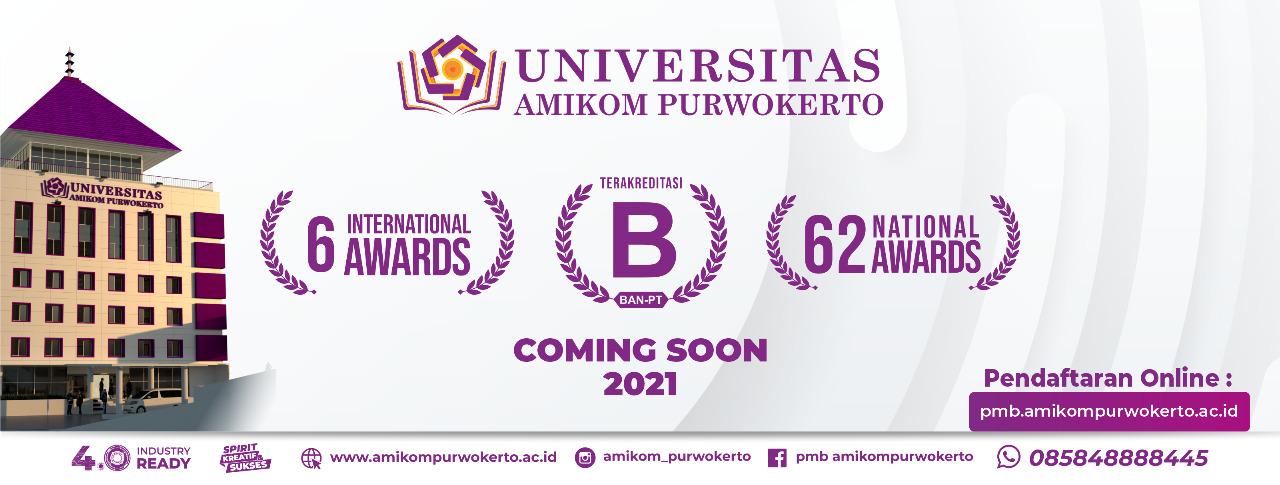 UNIVERSITAS
AMIKOM PURWOKERTO
UNIVERSITAS
AMIKOM PURWOKERTO
6 INTERNATIONAL
AWARDS
TERAKREDITASI
B
BAN-PT
62 NATIONAL
AWARDS
COMING SOON
2021
Pendaftaran Online :
pmb.amikompurwokerto.ac.id
4.0 INDUSTRY
READY
SPIRIT
KREATIF
SUKSES
www.amikompurwokerto.ac.id
amikom_purwokerto
pmb amikompurwokerto
085848888445